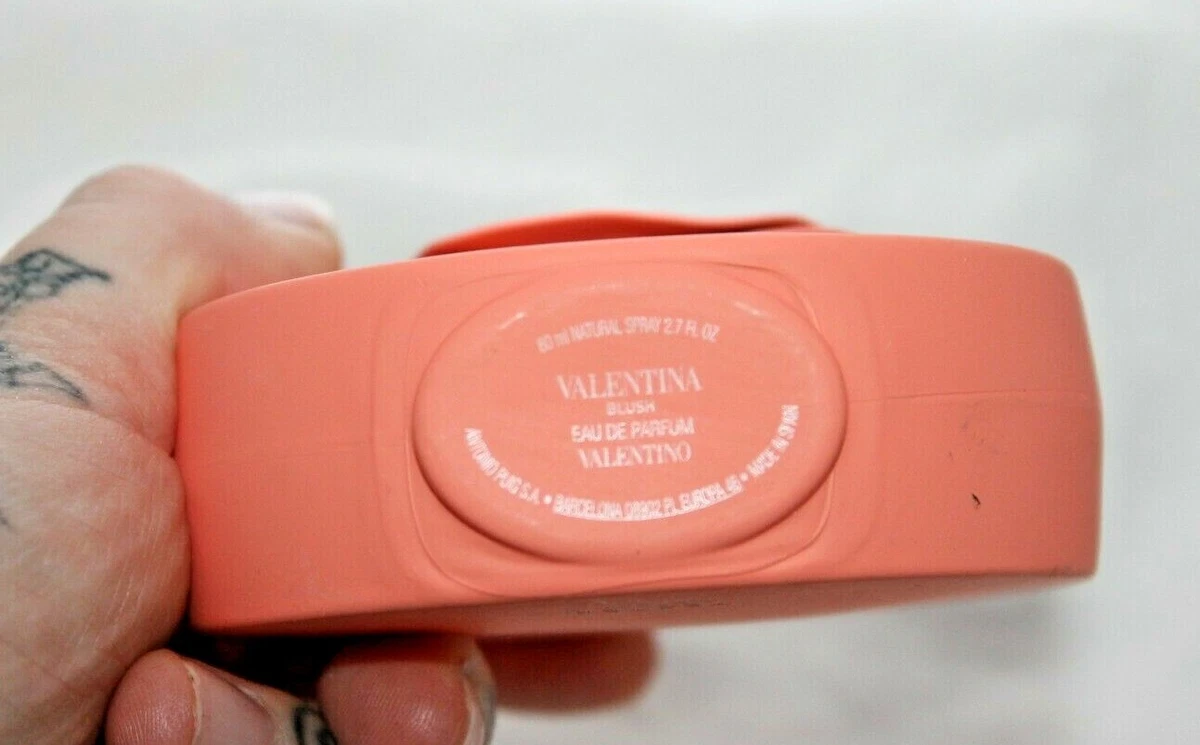 80 ml NATURAL SPRAY 2.7 FL. OZ
VALENTINA
BLUSH
EAU DE PARFUM
VALENTINO
ANTONIO PUIG S.A. • BARCELONA 08902 PL. EUROPA 46 • MADE IN SPAIN